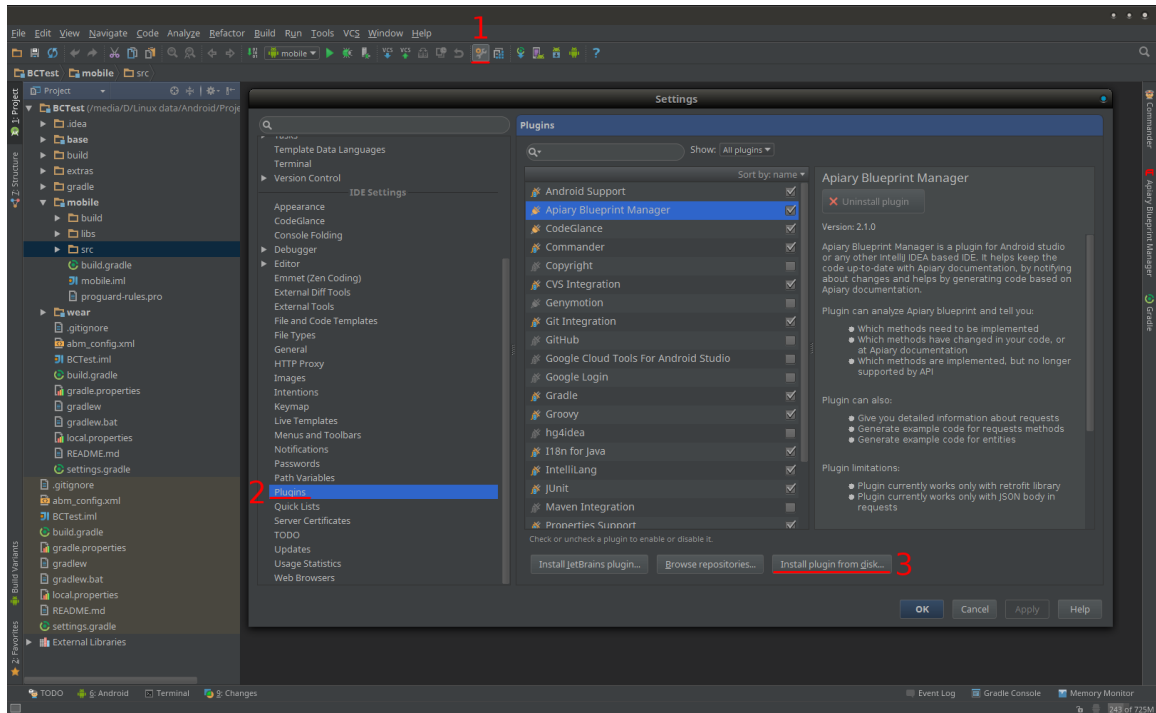 1
File Edit View Navigate Code Analyze Refactor Build Run Tools VCS Window Help
mobile
VCS VCS
?
BCTest mobile src
1: Project
Z: Structure
Build Variants
2: Favorites
Project
BCTest (/media/D/Linux data/Android/Proje
.idea
base
build
extras
gradle
mobile
build
libs
src
build.gradle
mobile.iml
proguard-rules.pro
wear
.gitignore
abm_config.xml
BCTest.iml
build.gradle
gradle.properties
gradlew
gradlew.bat
local.properties
README.md
settings.gradle
.gitignore
abm_config.xml
BCTest.iml
build.gradle
gradle.properties
gradlew
gradlew.bat
local.properties
README.md
settings.gradle
External Libraries
Settings
Tasks
Template Data Languages
Terminal
Version Control
IDE Settings
Appearance
CodeGlance
Console Folding
Debugger
Editor
Emmet (Zen Coding)
External Diff Tools
External Tools
File and Code Templates
File Types
General
HTTP Proxy
Images
Intentions
Keymap
Live Templates
Menus and Toolbars
Notifications
Passwords
Path Variables
2 Plugins
Quick Lists
Server Certificates
TODO
Updates
Usage Statistics
Web Browsers
Plugins
Show: All plugins
Sort by: name
Android Support
Apiary Blueprint Manager
CodeGlance
Commander
Copyright
CVS Integration
Genymotion
Git Integration
GitHub
Google Cloud Tools For Android Studio
Google Login
Gradle
Groovy
hg4idea
I18n for Java
IntelliLang
JUnit
Maven Integration
Properties Support
Check or uncheck a plugin to enable or disable it.
Install JetBrains plugin... Browse repositories... Install plugin from disk... 3
Apiary Blueprint Manager
Uninstall plugin
Version: 2.1.0
Apiary Blueprint Manager is a plugin for Android studio
or any other IntelliJ IDEA based IDE. It helps keep the
code up-to-date with Apiary documentation, by notifying
about changes and helps by generating code based on
Apiary documentation.
Plugin can analyze Apiary blueprint and tell you:
● Which methods need to be implemented
● Which methods have changed in your code, or
at Apiary documentation
● Which methods are implemented, but no longer
supported by API
Plugin can also:
● Give you detailed information about requests
● Generate example code for requests methods
● Generate example code for entities
Plugin limitations:
● Plugin currently works only with retrofit library
● Plugin currently works only with JSON body in
requests
OK Cancel Apply Help
Commander
Apiary Blueprint Manager
Gradle
TODO 6: Android Terminal 9: Changes Event Log Gradle Console Memory Monitor
243 of 725M